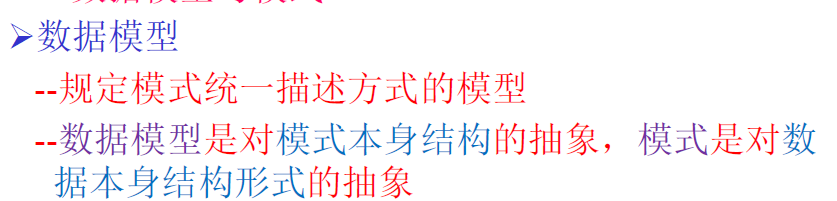 ➢数据模型
--规定模式统一描述方式的模型
--数据模型是对模式本身结构的抽象，模式是对数
据本身结构形式的抽象